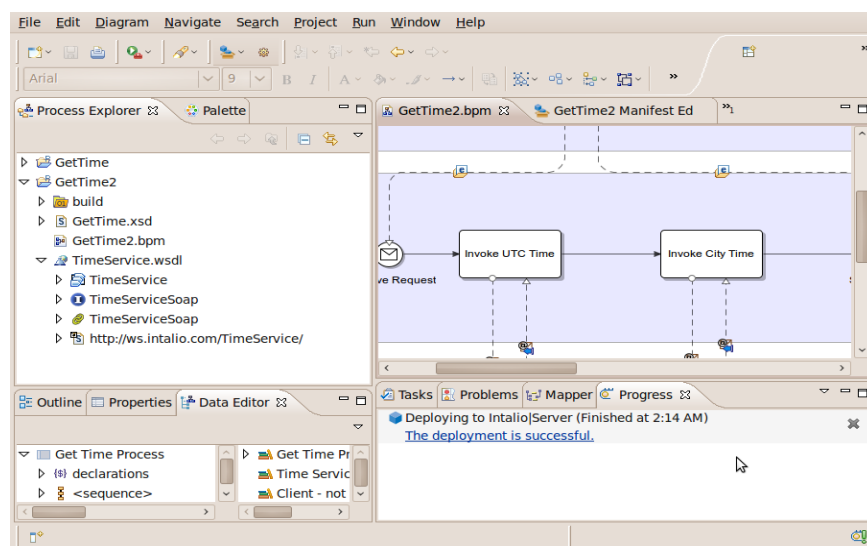 File Edit Diagram Navigate Search Project Run Window Help
Arial 9 B I A
Process Explorer Palette
GetTime2.bpm GetTime2 Manifest Ed »1
GetTime
GetTime2
build
GetTime.xsd
GetTime2.bpm
TimeService.wsdl
TimeService
TimeServiceSoap
TimeServiceSoap
http://ws.intalio.com/TimeService/
Invoke UTC Time
Invoke City Time
ve Request
Outline Properties Data Editor
Get Time Process
{$} declarations
<sequence>
Get Time Pr
Time Servic
Client - not
Tasks Problems Mapper Progress
Deploying to Intalio|Server (Finished at 2:14 AM)
The deployment is successful.